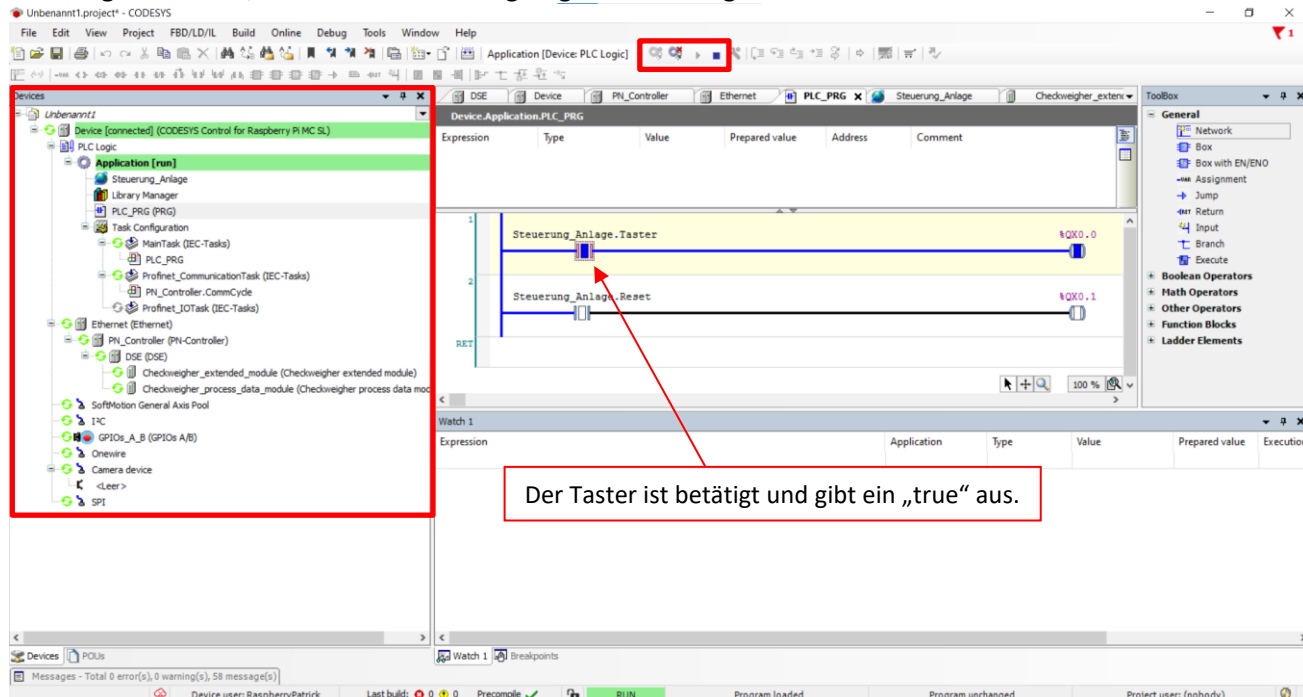 Unbenannt1.project* - CODESYS
File Edit View Project FBD/LD/IL Build Online Debug Tools Window Help
1
Application [Device: PLC Logic]
Devices
Unbenannt1
Device [connected] (CODESYS Control for Raspberry Pi MC SL)
PLC Logic
Application [run]
Steuerung_Anlage
Library Manager
PLC_PRG (PRG)
Task Configuration
MainTask (IEC-Tasks)
PLC_PRG
Profinet_CommunicationTask (IEC-Tasks)
PN_Controller.CommCycle
Profinet_IOTask (IEC-Tasks)
Ethernet (Ethernet)
PN_Controller (PN-Controller)
DSE (DSE)
Checkweigher_extended_module (Checkweigher extended module)
Checkweigher_process_data_module (Checkweigher process data mod
SoftMotion General Axis Pool
I²C
GPIOs_A_B (GPIOs A/B)
Onewire
Camera device
<Leer>
SPI
Devices POUs
DSE Device PN_Controller Ethernet PLC_PRG Steuerung_Anlage Checkweigher_extene
Device.Application.PLC_PRG
Expression Type Value Prepared value Address Comment
1
Steuerung_Anlage.Taster %QX0.0
2
Steuerung_Anlage.Reset %QX0.1
RET
100 %
Watch 1
Expression Application Type Value Prepared value Execution
Der Taster ist betätigt und gibt ein „true“ aus.
Watch 1 Breakpoints
ToolBox
General
Network
Box
Box with EN/ENO
Assignment
Jump
Return
Input
Branch
Execute
Boolean Operators
Math Operators
Other Operators
Function Blocks
Ladder Elements
Messages - Total 0 error(s), 0 warning(s), 58 message(s)
Device user: RaspberryPatrick Last build: 0 0 Precompile RUN Program loaded Program unchanged Project user: (nobody)